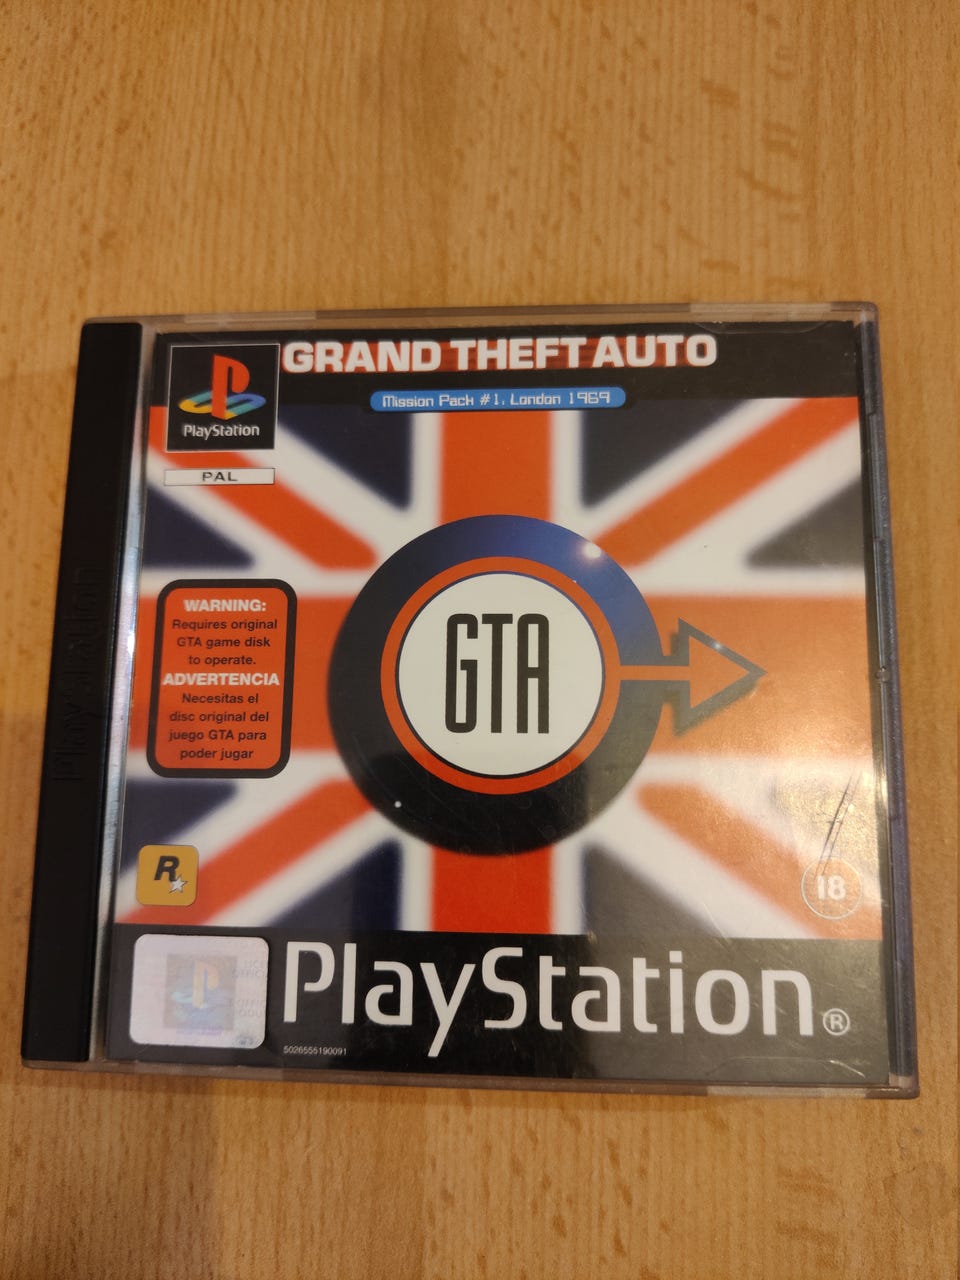 GRAND THEFT AUTO
Mission Pack #1, London 1969
PlayStation
PAL
WARNING:
Requires original
GTA game disk
to operate.
ADVERTENCIA
Necesitas el
disc original del
juego GTA para
poder jugar
GTA
R
18
PlayStation®
5026555190091
PlayStation